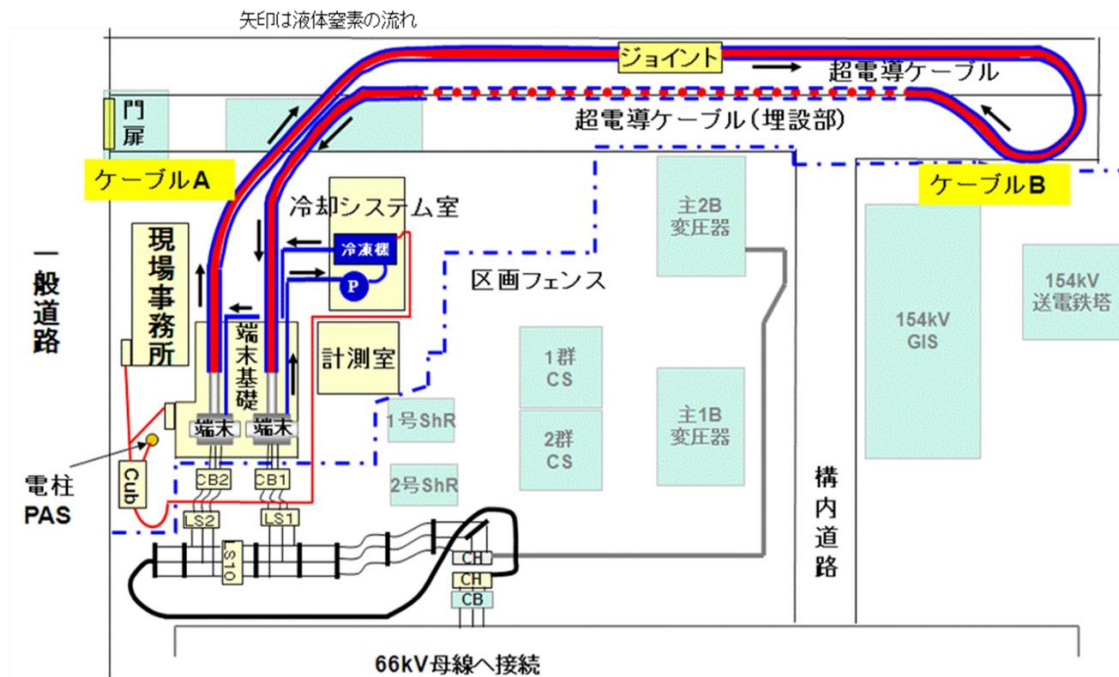 矢印は液体窒素の流れ
ジョイント
超電導ケーブル
超電導ケーブル(埋設部)
門
扉
ケーブルA
ケーブルB
冷却システム室
冷凍機
P
一般道路
現場事務所
端末基礎
計測室
端末
端末
区画フェンス
主2B
変圧器
154kV
GIS
154kV
送電鉄塔
1群
CS
2群
CS
主1B
変圧器
1号ShR
2号ShR
構内道路
電柱
PAS
Cub
CB2
CB1
LS2
LS1
LS10
CH
CH
CB
66kV母線へ接続